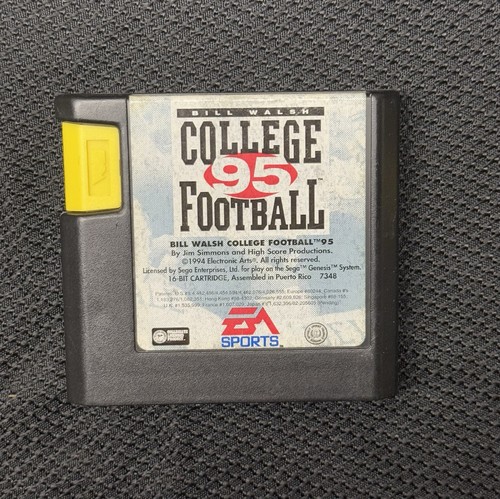 BILL WALSH
COLLEGE
95
FOOTBALL
BILL WALSH COLLEGE FOOTBALL™95
By Jim Simmons and High Score Productions.
©1994 Electronic Arts®. All rights reserved.
Licensed by Sega Enterprises, Ltd. for play on the Sega™ Genesis™ System.
16-BIT CARTRIDGE, Assembled in Puerto Rico 7348
EA
SPORTS